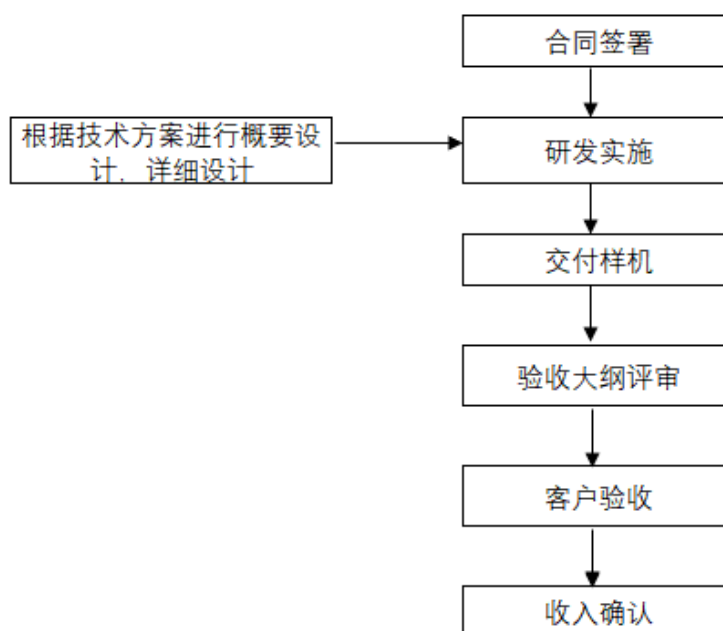 合同签署
根据技术方案进行概要设
计．详细设计
研发实施
交付样机
验收大纲评审
客户验收
收入确认